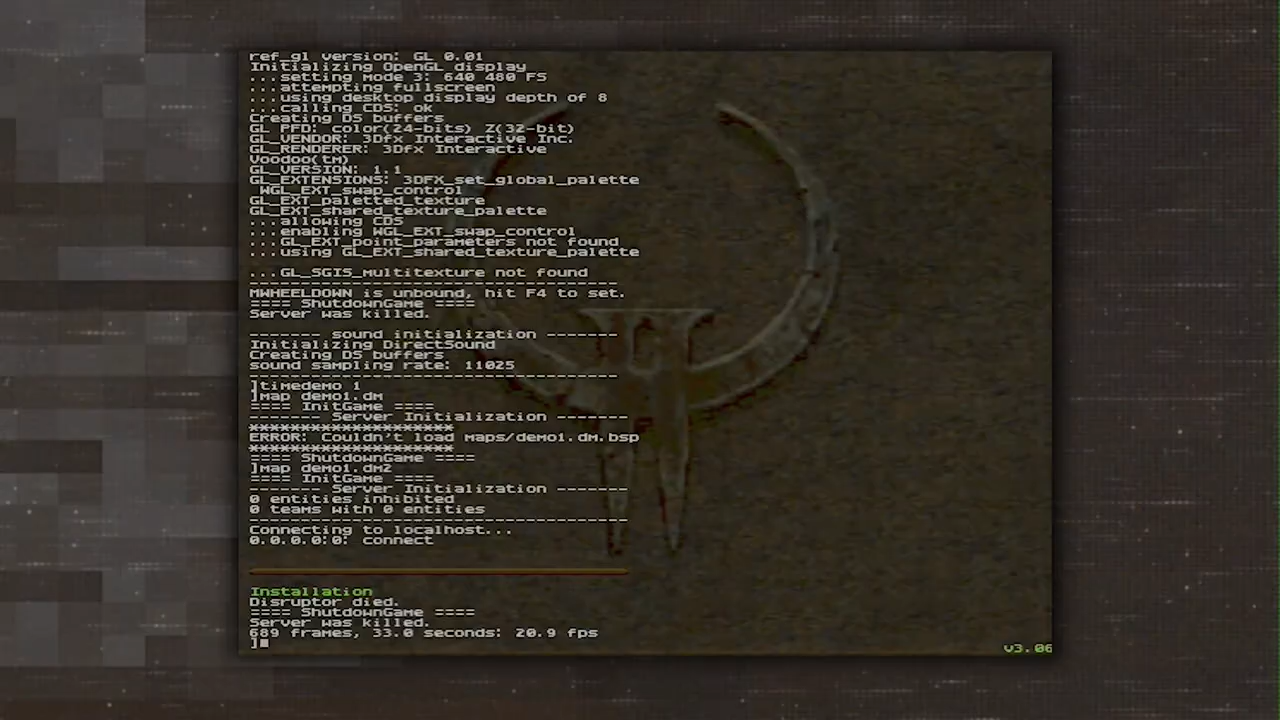 ref_gl version: GL 0.01
Initializing OpenGL display
...setting mode 3: 640 480 FS
...attempting fullscreen
...using desktop display depth of 8
...calling CDS: ok
Creating DS buffers
GL_PFD: color(24-bits) Z(32-bit)
GL_VENDOR: 3Dfx Interactive Inc.
GL_RENDERER: 3Dfx Interactive
Voodoo(tm)
GL_VERSION: 1.1
GL_EXTENSIONS: 3DFX_set_global_palette
WGL_EXT_swap_control
GL_EXT_paletted_texture
GL_EXT_shared_texture_palette
...allowing CDS
...enabling WGL_EXT_swap_control
...GL_EXT_point_parameters not found
...using GL_EXT_shared_texture_palette
...GL_SGIS_multitexture not found
------------------------------------
MWHEELDOWN is unbound, hit F4 to set.
==== ShutdownGame ====
Server was killed.
------- sound initialization -------
Initializing DirectSound
Creating DS buffers
sound sampling rate: 11025
------------------------------------
]timedemo 1
]map demo1.dm
==== InitGame ====
------- Server Initialization -------
********************
ERROR: Couldn't load maps/demo1.dm.bsp
********************
==== ShutdownGame ====
]map demo1.dm2
==== InitGame ====
------- Server Initialization -------
0 entities inhibited
0 teams with 0 entities
-------------------------------------
Connecting to localhost...
0.0.0.0:0: connect
Installation
Disruptor died.
==== ShutdownGame ====
Server was killed.
689 frames, 33.0 seconds: 20.9 fps
]
v3.06